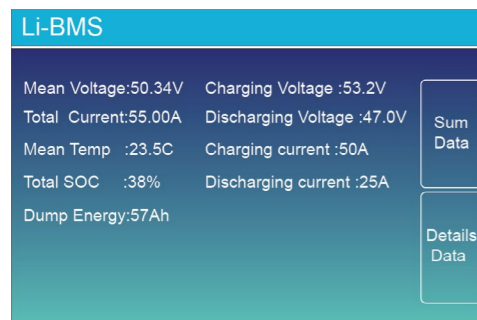 Li-BMS
Mean Voltage:50.34V
Total Current:55.00A
Mean Temp :23.5C
Total SOC :38%
Dump Energy:57Ah
Charging Voltage :53.2V
Discharging Voltage :47.0V
Charging current :50A
Discharging current :25A
Sum
Data
Details
Data